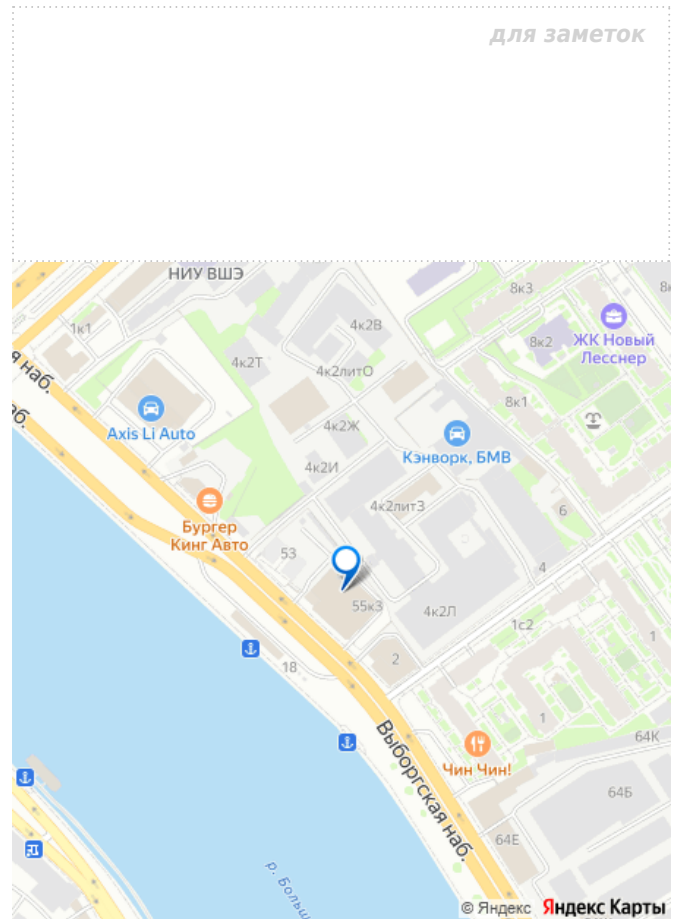 для заметок
НИУ ВШЭ
8к3
1к1
4к2В
8к2
ЖК Новый
Лесснер
я наб.
4к2Т
4к2литО
8к1
Axis Li Auto
4к2Ж
Кэнворк, БМВ
4к2И
Бургер
Кинг Авто
4к2литЗ
6
53
4
55к3
4к2Л
1с2
1
18
2
1
Выборгская наб.
64К
Чин Чин!
64Б
64Е
р. Больш
© Яндекс Яндекс Карты